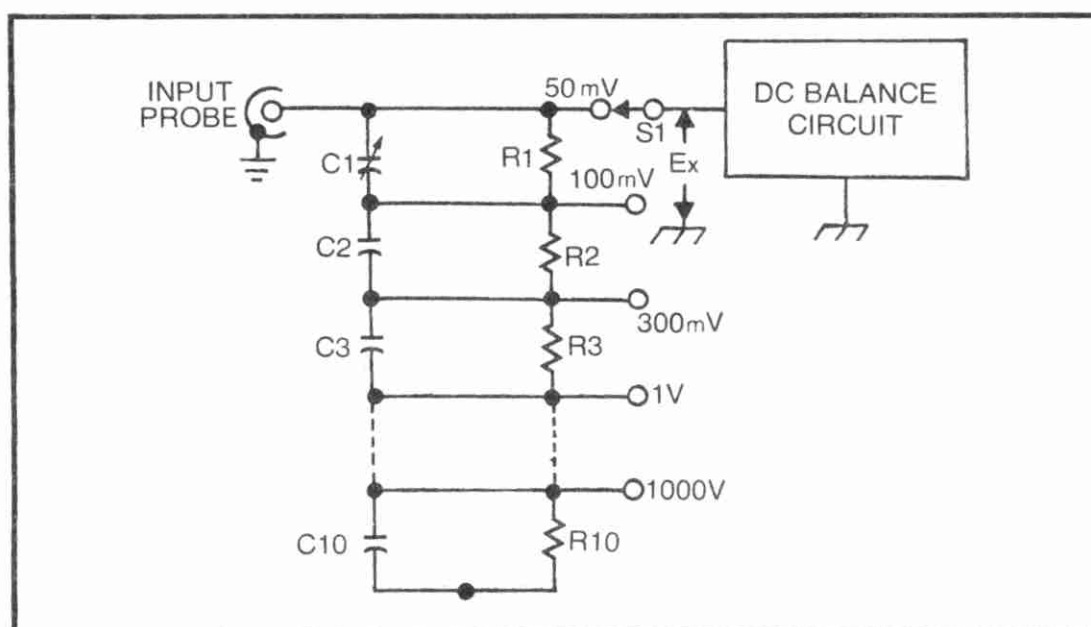 INPUT
PROBE
50mV
S1
DC BALANCE
CIRCUIT
C1
R1
Ex
100mV
C2
R2
300mV
C3
R3
1V
1000V
C10
R10